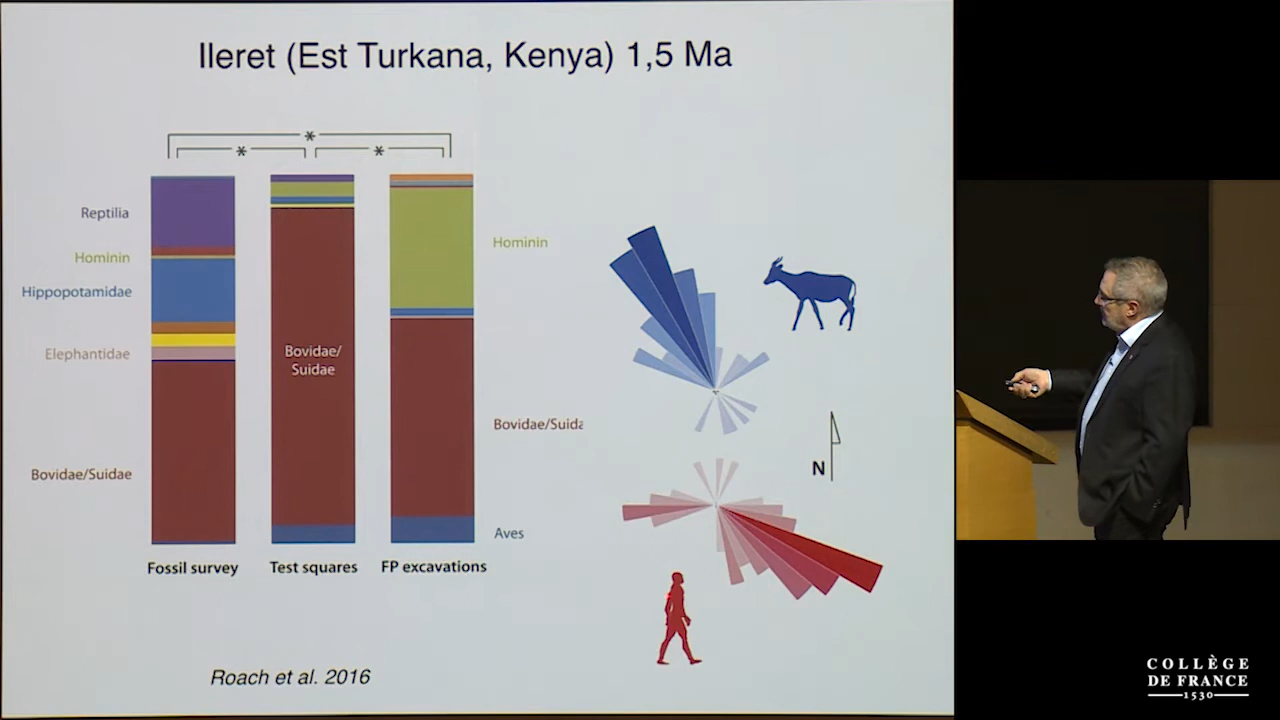 Ileret (Est Turkana, Kenya) 1,5 Ma
*
*
*
Reptilia
Hominin
Hippopotamidae
Elephantidae
Bovidae/Suidae
Bovidae/
Suidae
Hominin
Bovidae/Suida
Aves
Fossil survey
Test squares
FP excavations
N
Roach et al. 2016
COLLÈGE
DE FRANCE
1530